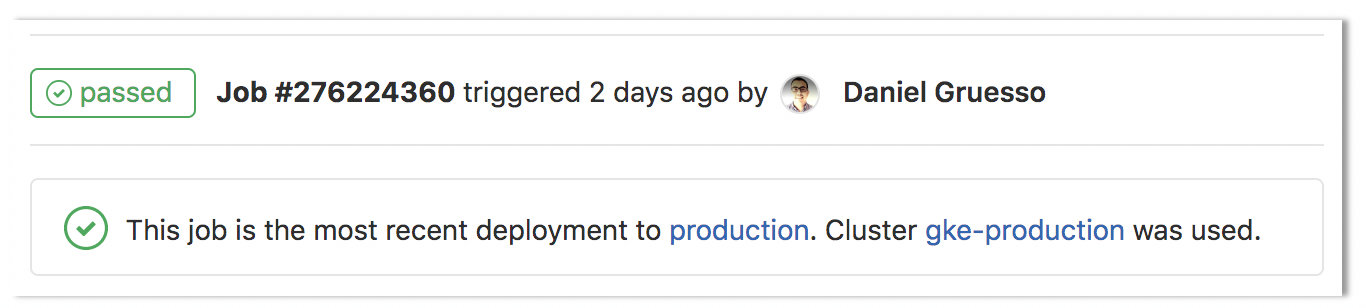 passed Job #276224360 triggered 2 days ago by Daniel Gruesso
This job is the most recent deployment to production. Cluster gke-production was used.